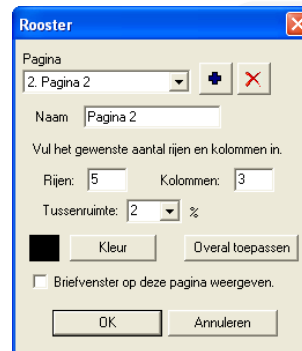 Rooster
Pagina
2. Pagina 2
Naam Pagina 2
Vul het gewenste aantal rijen en kolommen in.
Rijen: 5 Kolommen: 3
Tussenruimte: 2 %
Kleur Overal toepassen
Briefvenster op deze pagina weergeven.
OK Annuleren